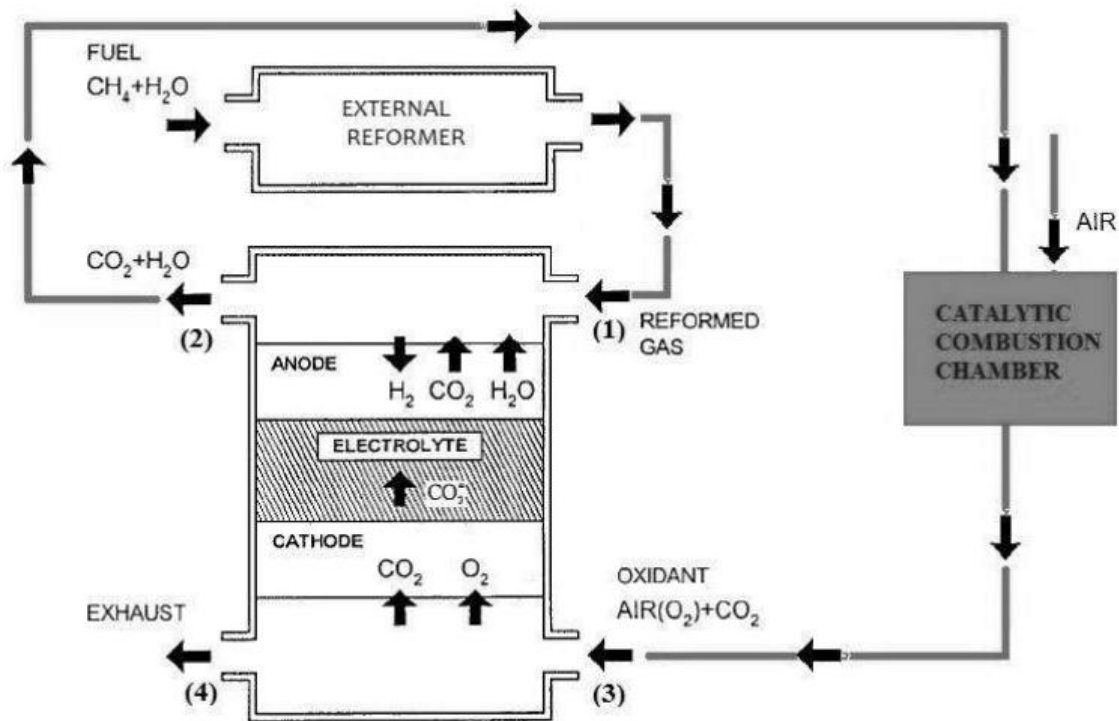 FUEL
CH₄+H₂O
EXTERNAL
REFORMER
AIR
CO₂+H₂O
(2)
(1)
REFORMED
GAS
CATALYTIC
COMBUSTION
CHAMBER
ANODE
H₂ CO₂ H₂O
ELECTROLYTE
CO₃⁼
CATHODE
CO₂ O₂
OXIDANT
AIR(O₂)+CO₂
EXHAUST
(4)
(3)